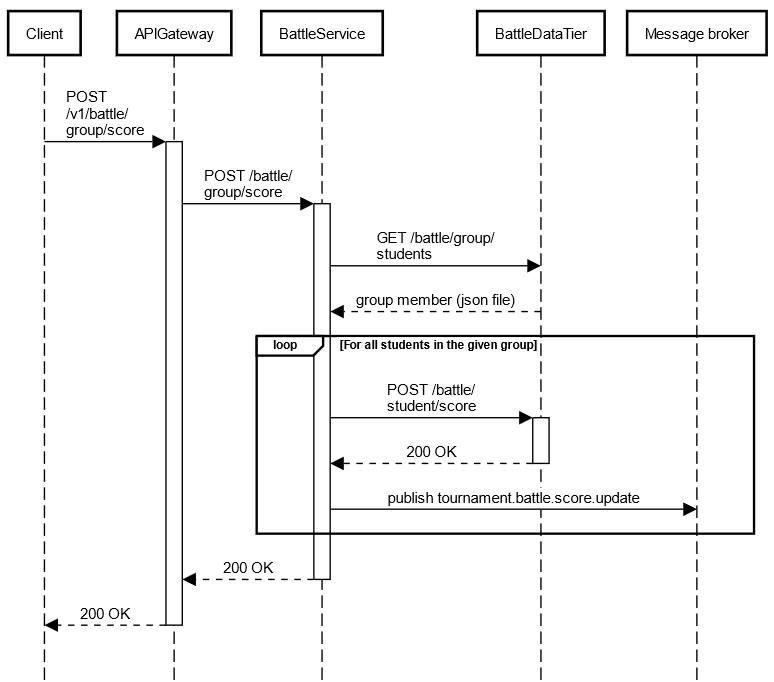 Client
APIGateway
BattleService
BattleDataTier
Message broker
POST
/v1/battle/
group/score
POST /battle/
group/score
GET /battle/group/
students
group member (json file)
loop
[For all students in the given group]
POST /battle/
student/score
200 OK
publish tournament.battle.score.update
200 OK
200 OK